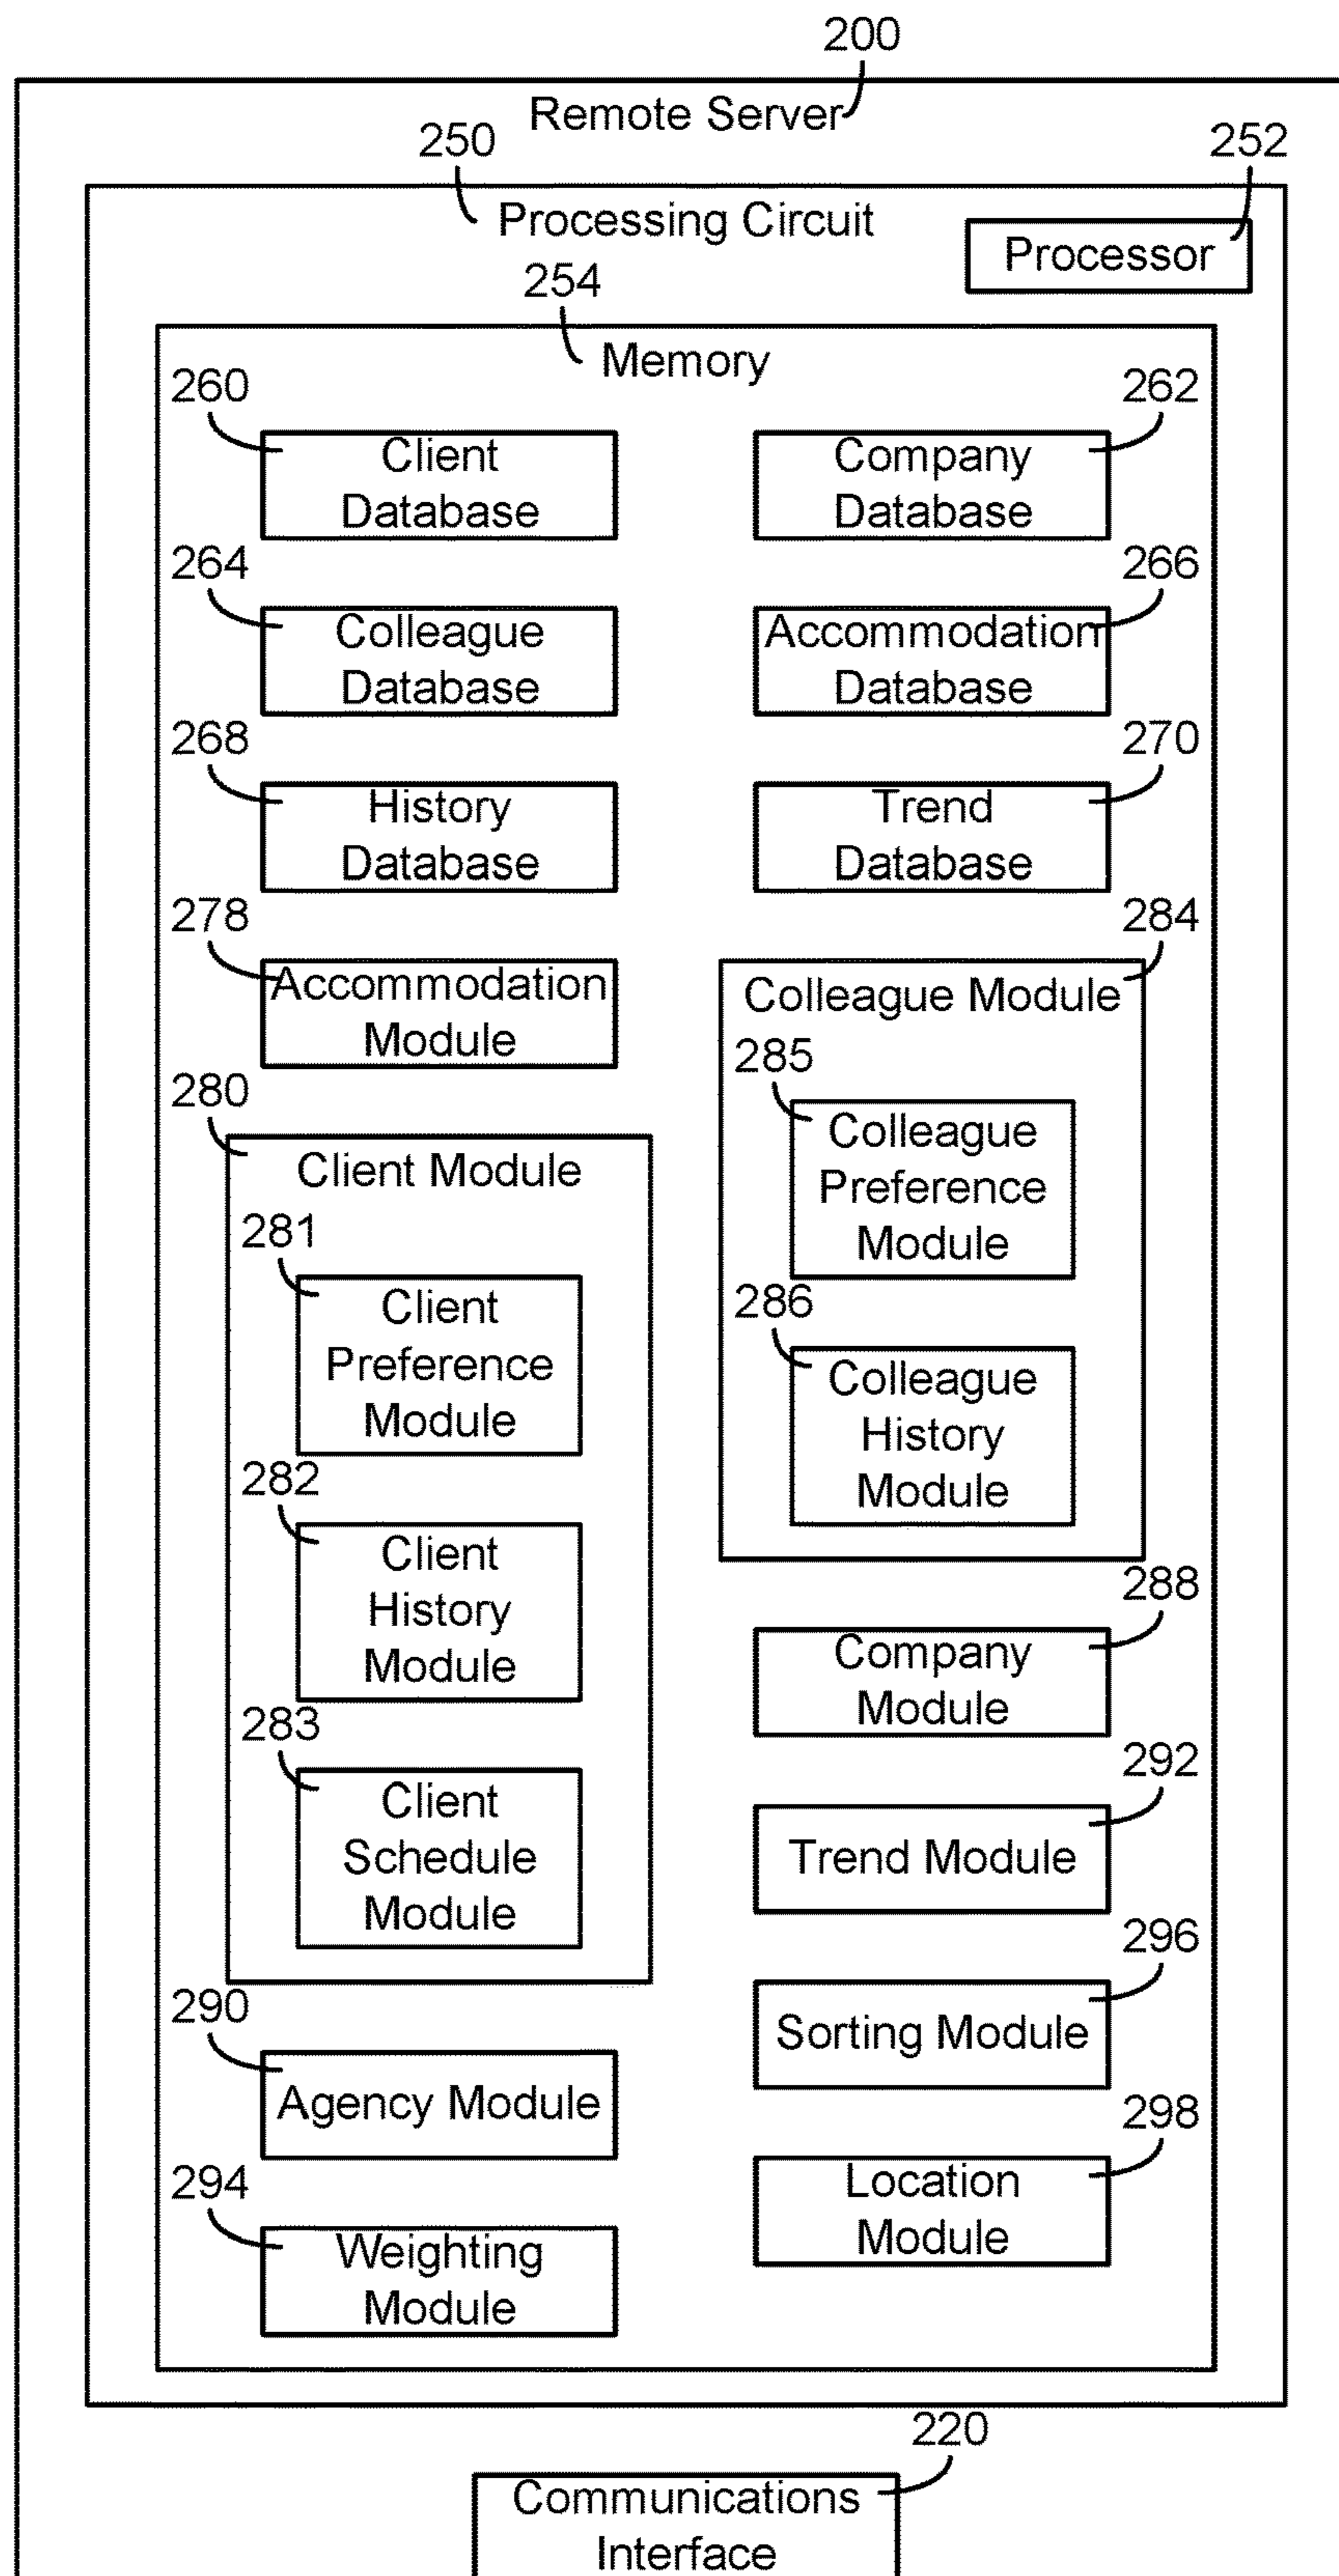 200
Remote Server
250
252
Processing Circuit
Processor
254
Memory
260
262
Client
Database
Company
Database
264
266
Colleague
Database
Accommodation
Database
268
270
History
Database
Trend
Database
278
284
Accommodation
Module
Colleague Module
285
Colleague
Preference
Module
286
Colleague
History
Module
280
Client Module
281
Client
Preference
Module
282
Client
History
Module
283
Client
Schedule
Module
288
Company
Module
292
Trend Module
296
Sorting Module
290
Agency Module
298
Location
Module
294
Weighting
Module
220
Communications
Interface